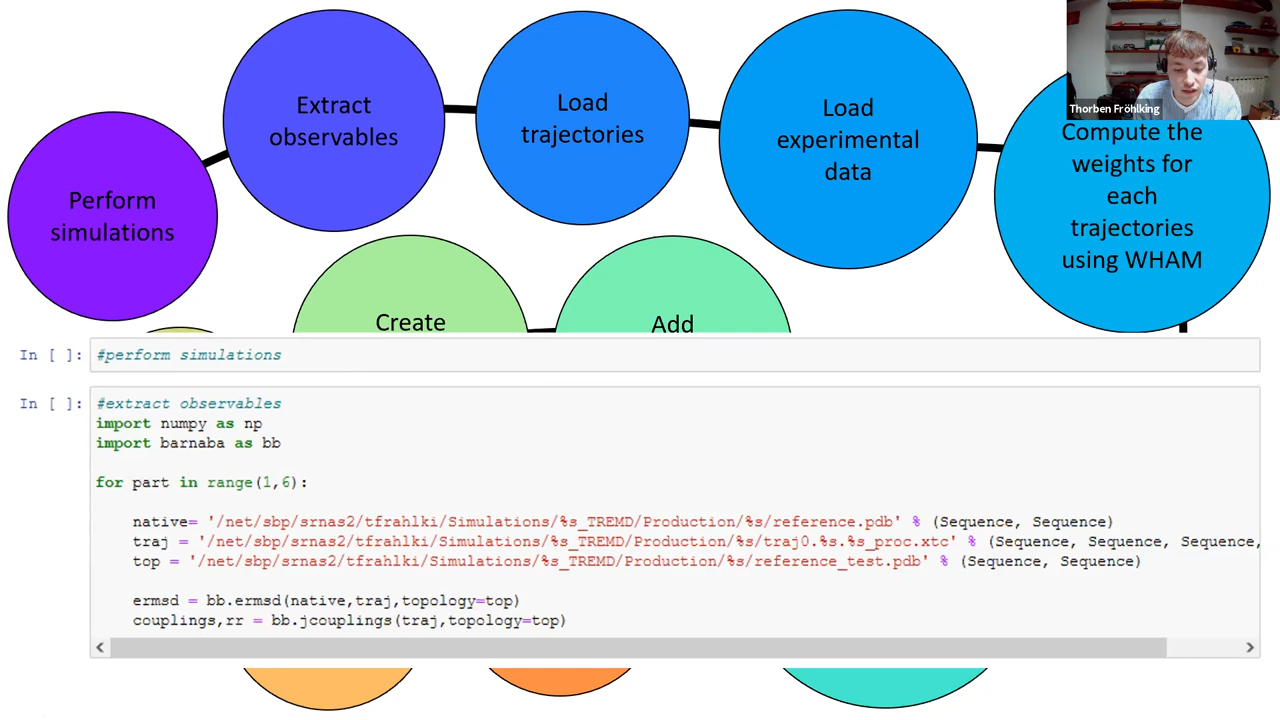 Thorben Fröhlking
Extract
observables
Load
trajectories
Load
experimental
data
Compute the
weights for
each
trajectories
using WHAM
Perform
simulations
Create
Add
In [ ]: #perform simulations
In [ ]: #extract observables
import numpy as np
import barnaba as bb
for part in range(1,6):
native= '/net/sbp/srnas2/tfrahlki/Simulations/%s_TREMD/Production/%s/reference.pdb' % (Sequence, Sequence)
traj = '/net/sbp/srnas2/tfrahlki/Simulations/%s_TREMD/Production/%s/traj0.%s.%s_proc.xtc' % (Sequence, Sequence, Sequence,
top = '/net/sbp/srnas2/tfrahlki/Simulations/%s_TREMD/Production/%s/reference_test.pdb' % (Sequence, Sequence)
ermsd = bb.ermsd(native,traj,topology=top)
couplings,rr = bb.jcouplings(traj,topology=top)